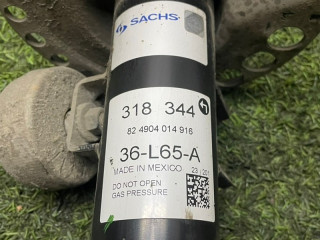 SACHS
318 344
82 4904 014 916
36-L65-A
MADE IN MEXICO
DO NOT OPEN
GAS PRESSURE